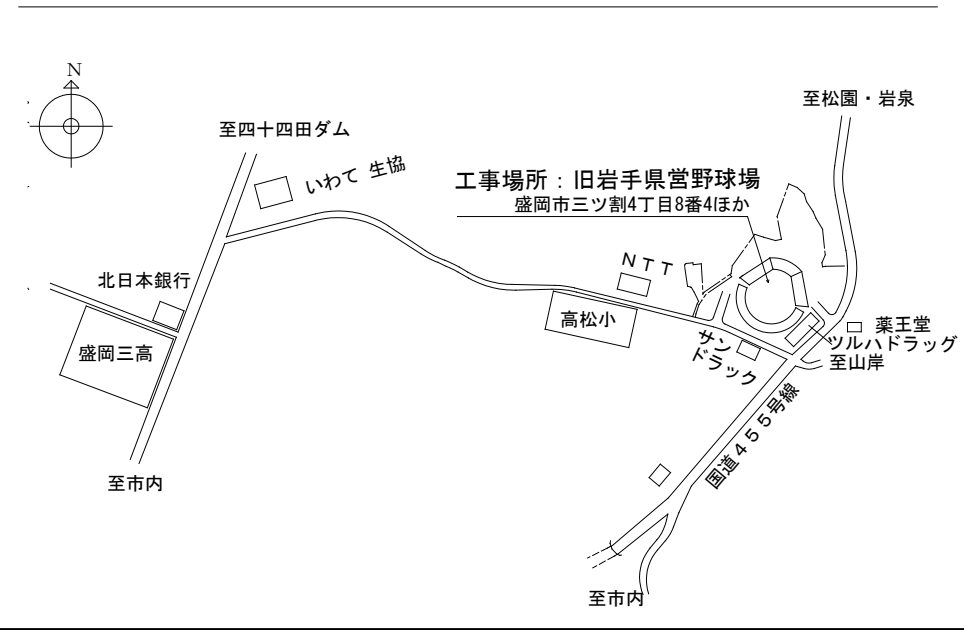 N
至松園・岩泉
至四十四田ダム
いわて 生協
工事場所：旧岩手県営野球場
盛岡市三ツ割4丁目8番4ほか
ＮＴＴ
北日本銀行
高松小
薬王堂
サン
ドラック
ツルハドラッグ
盛岡三高
至山岸
国道４５５号線
至市内
至市内